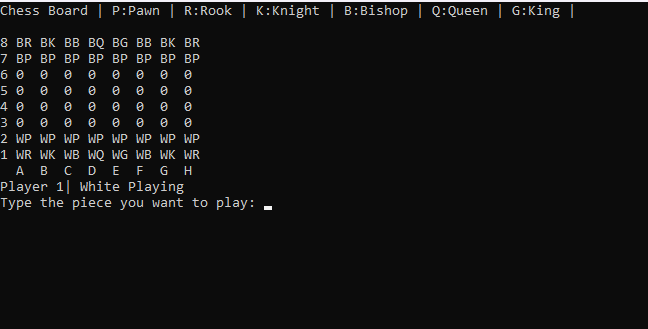 Chess Board | P:Pawn | R:Rook | K:Knight | B:Bishop | Q:Queen | G:King |
8 BR BK BB BQ BG BB BK BR
7 BP BP BP BP BP BP BP BP
6 0 0 0 0 0 0 0 0
5 0 0 0 0 0 0 0 0
4 0 0 0 0 0 0 0 0
3 0 0 0 0 0 0 0 0
2 WP WP WP WP WP WP WP WP
1 WR WK WB WQ WG WB WK WR
A B C D E F G H
Player 1| White Playing
Type the piece you want to play: